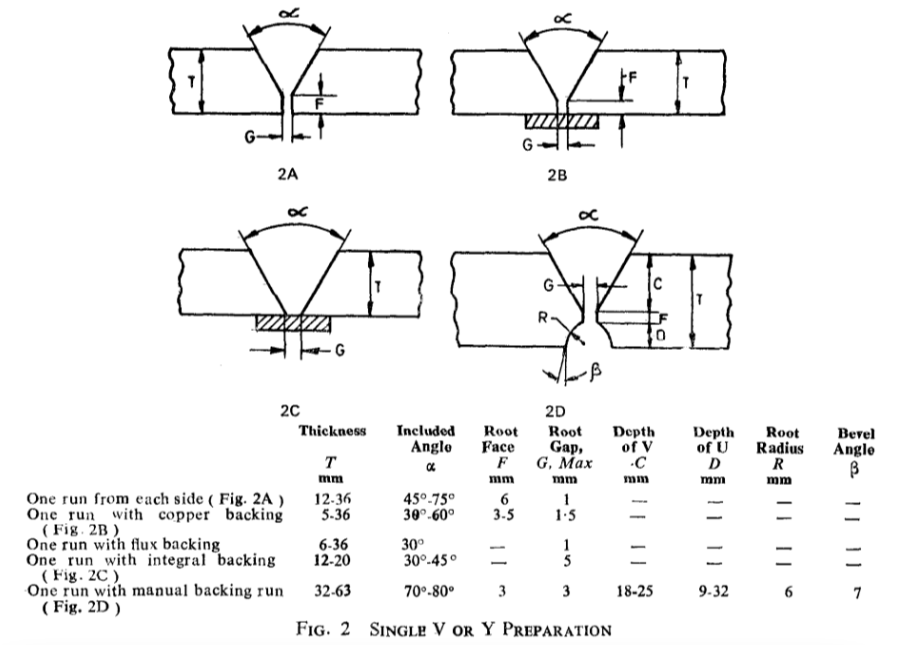 α α
T F G
F T G
2A 2B
α α
T G
G C T F D R β
2C 2D
Thickness Included Root Root Depth Depth Root Bevel
Angle Face Gap, of V of U Radius Angle
T α F G, Max ·C D R β
mm mm mm mm mm mm
One run from each side ( Fig. 2A ) 12-36 45°-75° 6 1 — — — —
One run with copper backing 5-36 30°-60° 3-5 1·5 — — — —
( Fig. 2B )
One run with flux backing 6-36 30° — 1 — — — —
One run with integral backing 12-20 30°-45° — 5 — — — —
( Fig. 2C )
One run with manual backing run 32-63 70°-80° 3 3 18-25 9-32 6 7
( Fig. 2D )
FIG. 2 SINGLE V OR Y PREPARATION